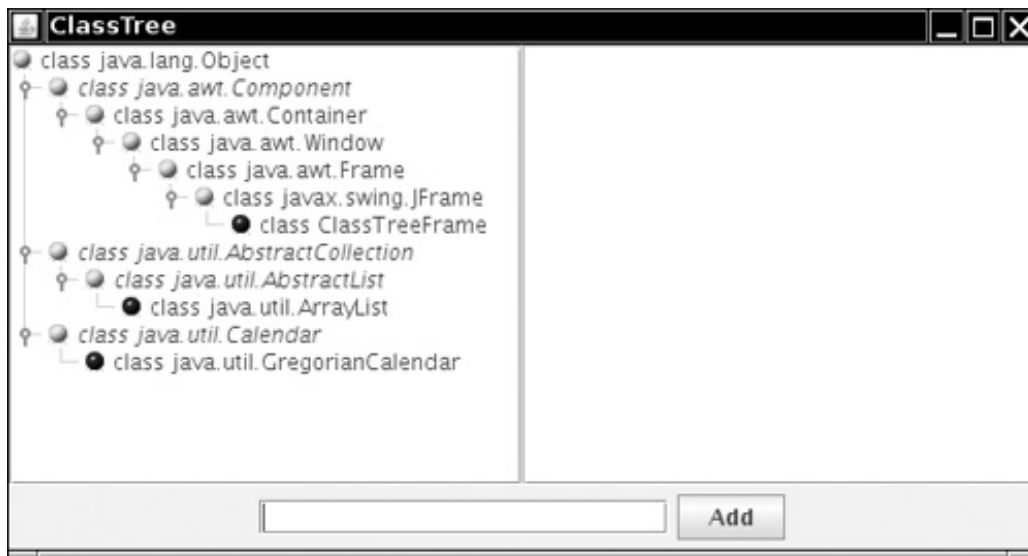 ClassTree
class java.lang.Object
class java.awt.Component
class java.awt.Container
class java.awt.Window
class java.awt.Frame
class javax.swing.JFrame
class ClassTreeFrame
class java.util.AbstractCollection
class java.util.AbstractList
class java.util.ArrayList
class java.util.Calendar
class java.util.GregorianCalendar
Add